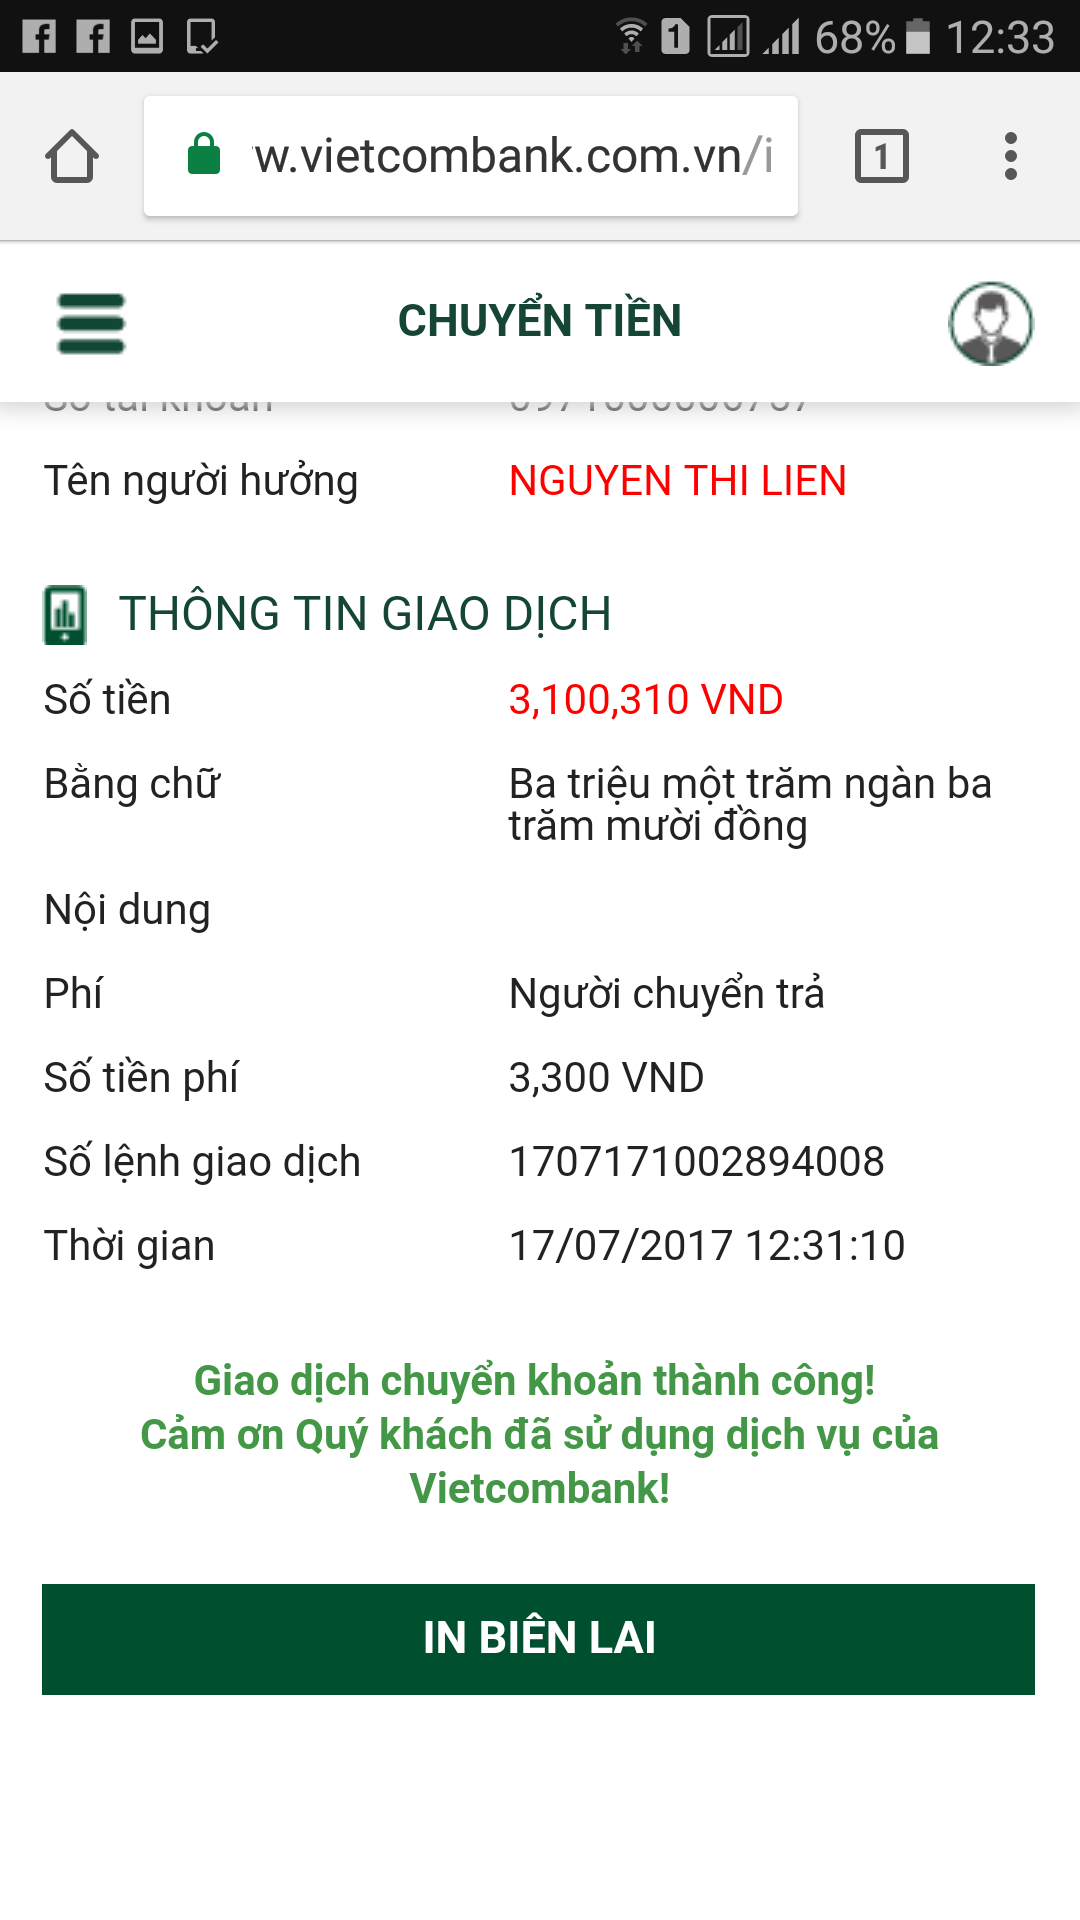 1 68% 12:33
w.vietcombank.com.vn/i 1
CHUYỂN TIỀN
Số tài khoản
Tên người hưởng NGUYEN THI LIEN
THÔNG TIN GIAO DỊCH
Số tiền 3,100,310 VND
Bằng chữ Ba triệu một trăm ngàn ba
trăm mười đồng
Nội dung
Phí Người chuyển trả
Số tiền phí 3,300 VND
Số lệnh giao dịch 1707171002894008
Thời gian 17/07/2017 12:31:10
Giao dịch chuyển khoản thành công!
Cảm ơn Quý khách đã sử dụng dịch vụ của
Vietcombank!
IN BIÊN LAI